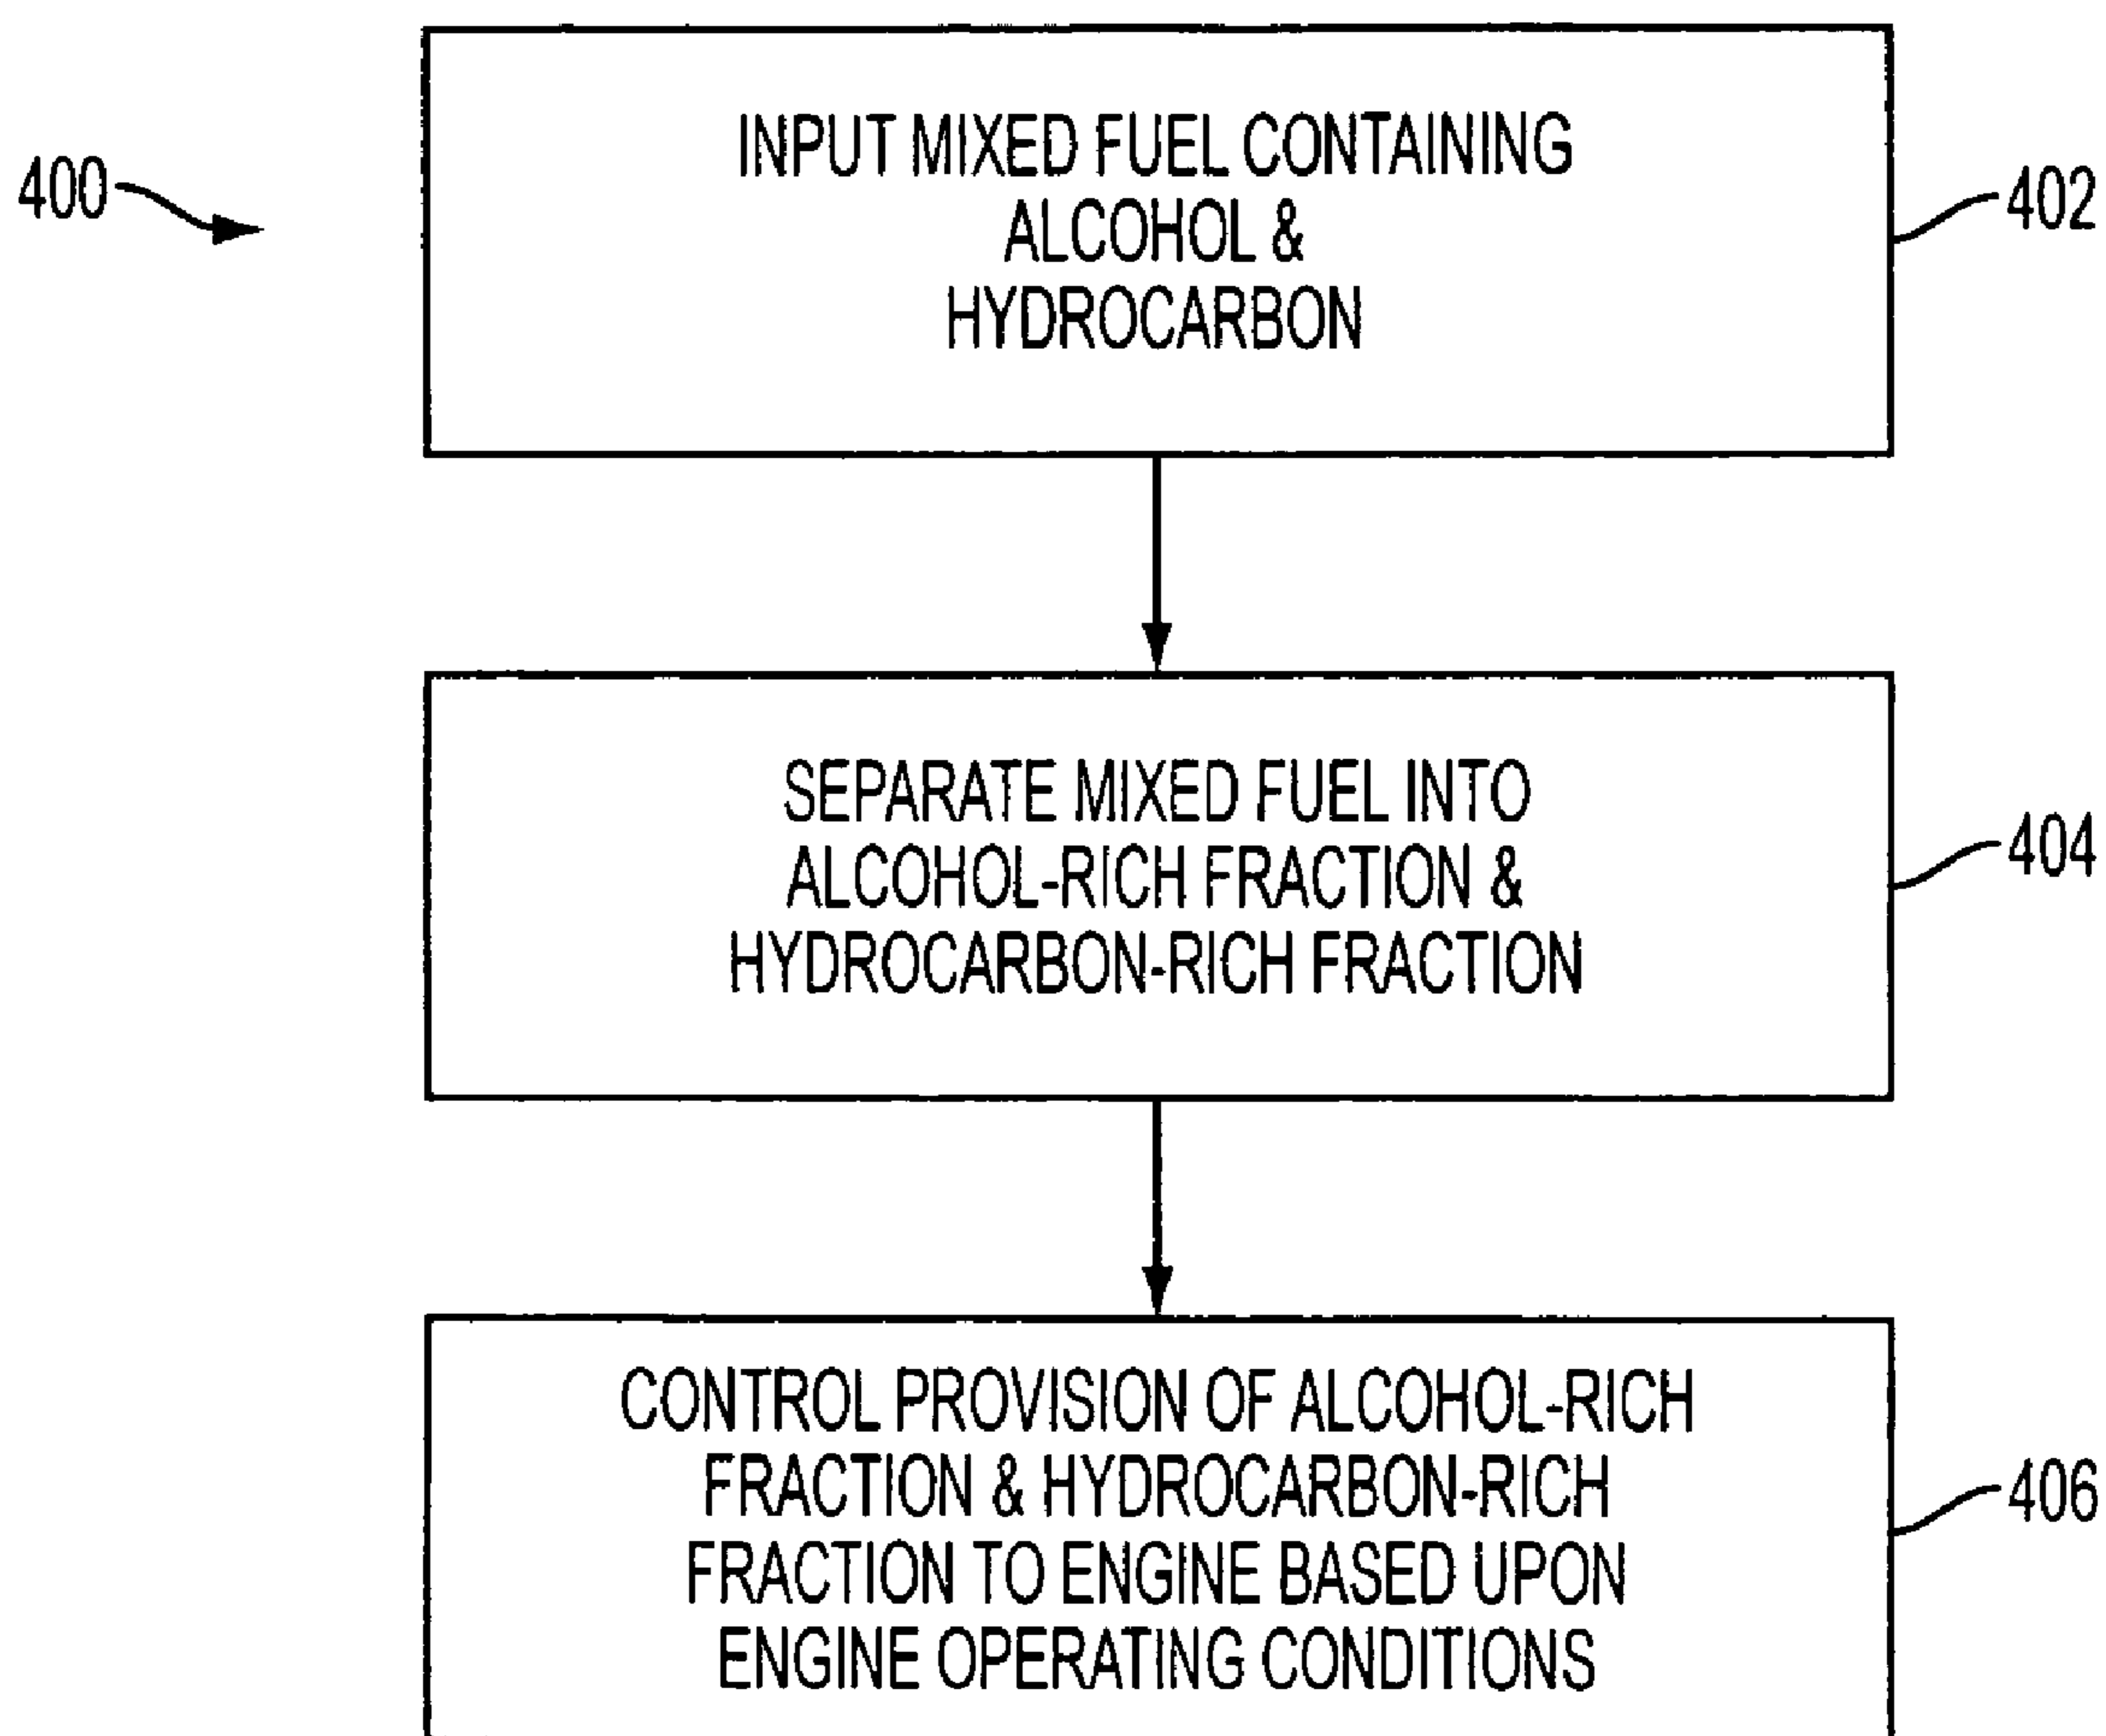 400
INPUT MIXED FUEL CONTAINING
ALCOHOL &
HYDROCARBON
402
SEPARATE MIXED FUEL INTO
ALCOHOL-RICH FRACTION &
HYDROCARBON-RICH FRACTION
404
CONTROL PROVISION OF ALCOHOL-RICH
FRACTION & HYDROCARBON-RICH
FRACTION TO ENGINE BASED UPON
ENGINE OPERATING CONDITIONS
406